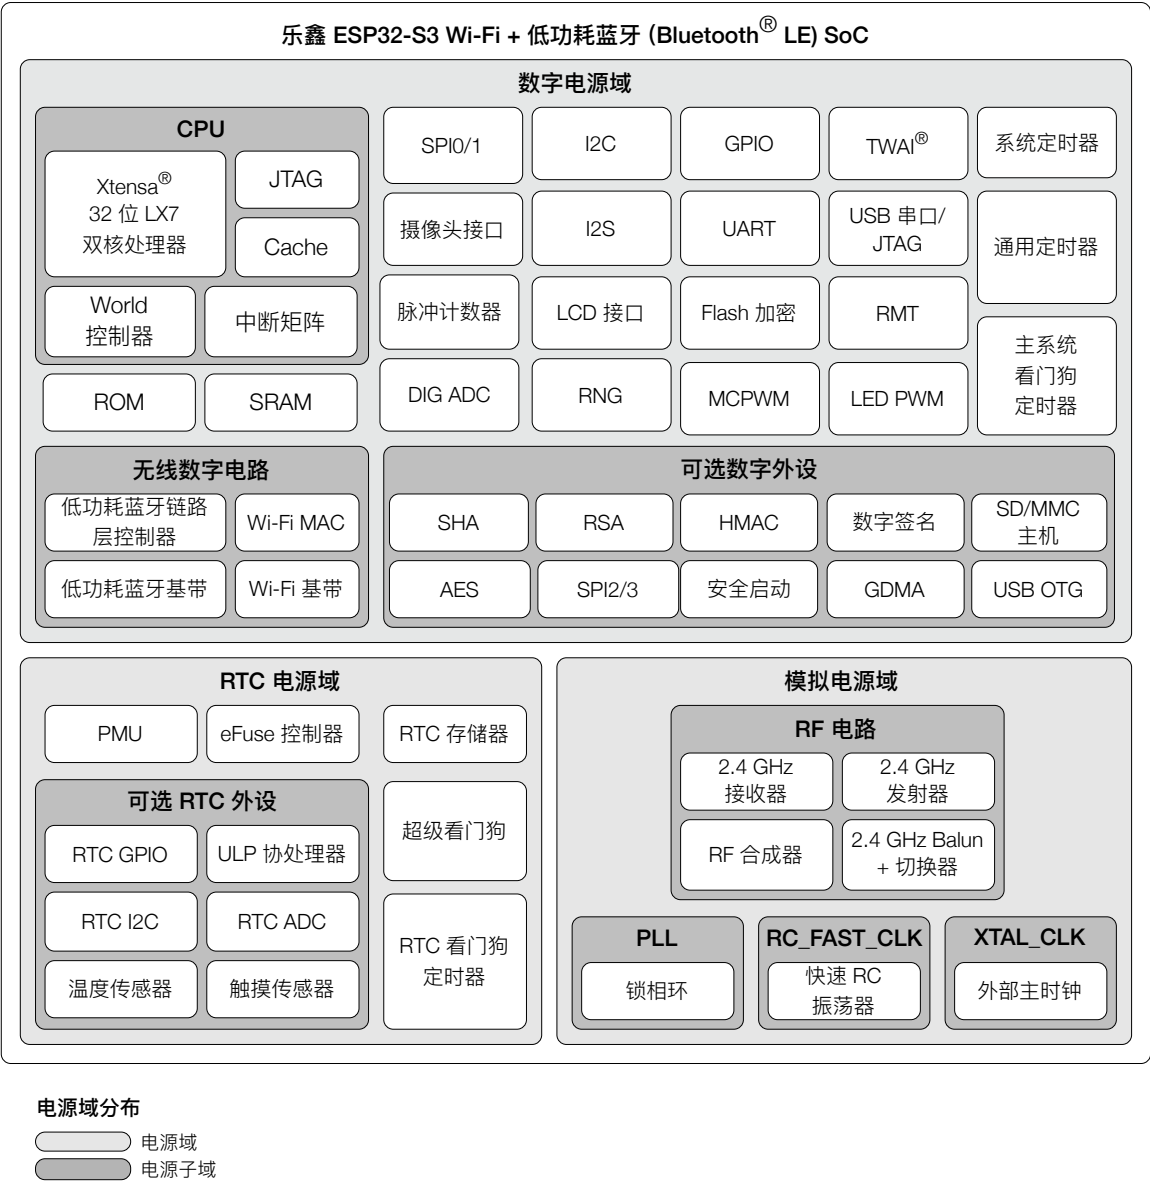 乐鑫 ESP32-S3 Wi-Fi + 低功耗蓝牙 (Bluetooth® LE) SoC
数字电源域
CPU
Xtensa®
32 位 LX7
双核处理器
JTAG
Cache
World
控制器
中断矩阵
ROM
SRAM
SPI0/1
I2C
GPIO
TWAI®
系统定时器
摄像头接口
I2S
UART
USB 串口/
JTAG
通用定时器
脉冲计数器
LCD 接口
Flash 加密
RMT
主系统
看门狗
定时器
DIG ADC
RNG
MCPWM
LED PWM
无线数字电路
低功耗蓝牙链路
层控制器
Wi-Fi MAC
低功耗蓝牙基带
Wi-Fi 基带
可选数字外设
SHA
RSA
HMAC
数字签名
SD/MMC
主机
AES
SPI2/3
安全启动
GDMA
USB OTG
RTC 电源域
PMU
eFuse 控制器
RTC 存储器
可选 RTC 外设
RTC GPIO
ULP 协处理器
RTC I2C
RTC ADC
温度传感器
触摸传感器
超级看门狗
RTC 看门狗
定时器
模拟电源域
RF 电路
2.4 GHz
接收器
2.4 GHz
发射器
RF 合成器
2.4 GHz Balun
+ 切换器
PLL
锁相环
RC_FAST_CLK
快速 RC
振荡器
XTAL_CLK
外部主时钟
电源域分布
电源域
电源子域